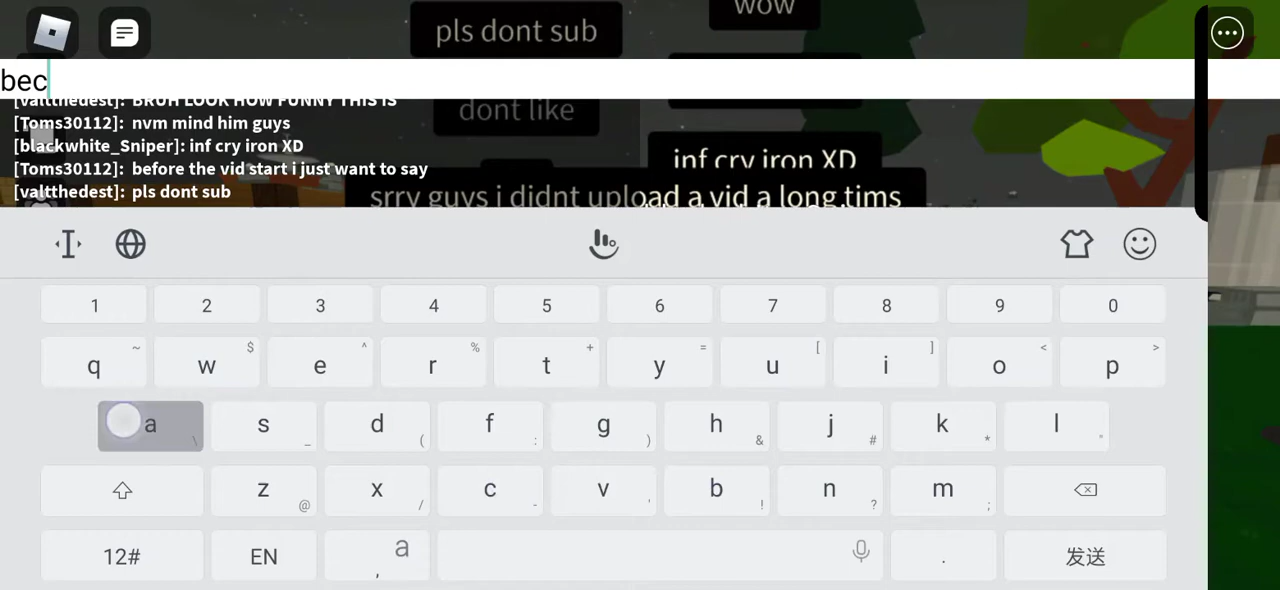 wow
pls dont sub
bec
[valtthedest]: BRUH LOOK HOW FUNNY THIS IS
dont like
[Toms30112]: nvm mind him guys
[blackwhite_Sniper]: inf cry iron XD
inf cry iron XD
[Toms30112]: before the vid start i just want to say
[valtthedest]: pls dont sub
srry guys i didnt upload a vid a long tims
1 2 3 4 5 6 7 8 9 0
~ $ ^ % + = [ ] < >
q w e r t y u i o p
a s d f g h j k l
\ _ ( : ) & # * "
z x c v b n m
@ / - ' ! ? ;
12# EN , a . 发送